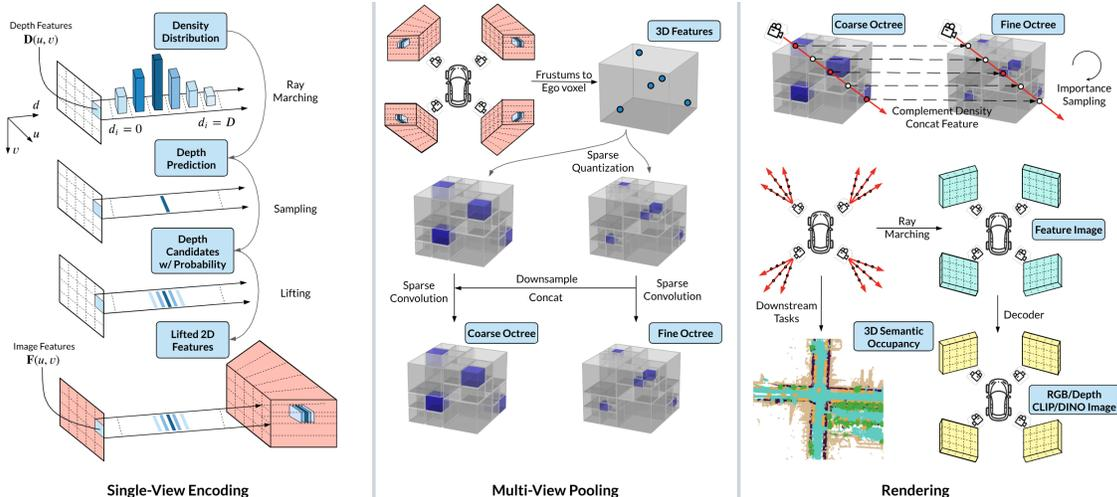 Depth Features
D(u, v)
Density
Distribution
Ray
Marching
d
u
v
d_i = 0
d_i = D
Depth
Prediction
Sampling
Depth
Candidates
w/ Probability
Lifting
Lifted 2D
Features
Image Features
F(u, v)
Single-View Encoding
3D Features
Frustums to
Ego voxel
Sparse
Quantization
Sparse
Convolution
Downsample
Concat
Sparse
Convolution
Coarse Octree
Fine Octree
Multi-View Pooling
Coarse Octree
Fine Octree
Importance
Sampling
Complement Density
Concat Feature
Ray
Marching
Feature Image
Downstream
Tasks
Decoder
3D Semantic
Occupancy
RGB/Depth
CLIP/DINO Image
Rendering